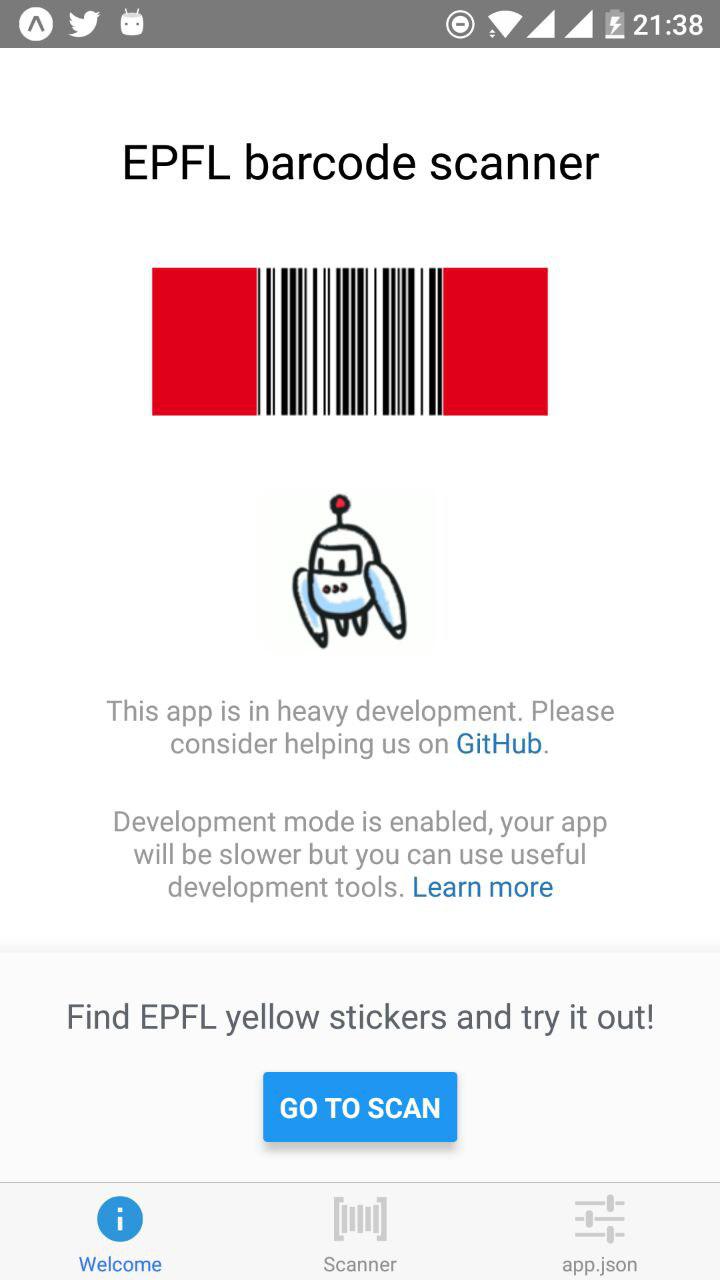 21:38
EPFL barcode scanner
This app is in heavy development. Please
consider helping us on GitHub.
Development mode is enabled, your app
will be slower but you can use useful
development tools. Learn more
Find EPFL yellow stickers and try it out!
GO TO SCAN
Welcome
Scanner
app.json